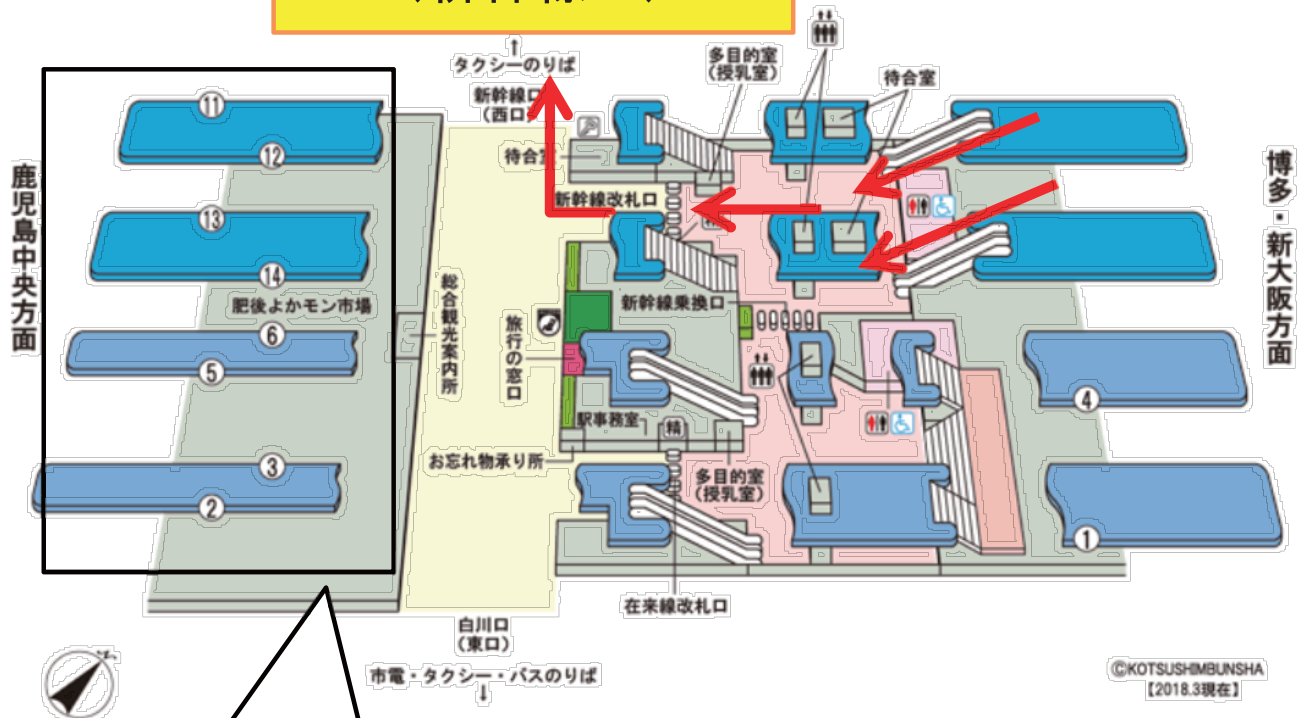 ↑
タクシーのりば
新幹線口
(西口)
多目的室
(授乳室)
待合室
⑪
⑫
待合室
新幹線改札口
鹿児島中央方面
博多・新大阪方面
⑬
⑭
肥後よかモン市場
総合観光案内所
旅行の窓口
新幹線乗換口
⑥
⑤
④
駅事務室
精
お忘れ物承り所
多目的室
(授乳室)
③
②
①
在来線改札口
白川口
(東口)
市電・タクシー・バスのりば
↓
©KOTSUSHIMBUNSHA
【2018.3現在】